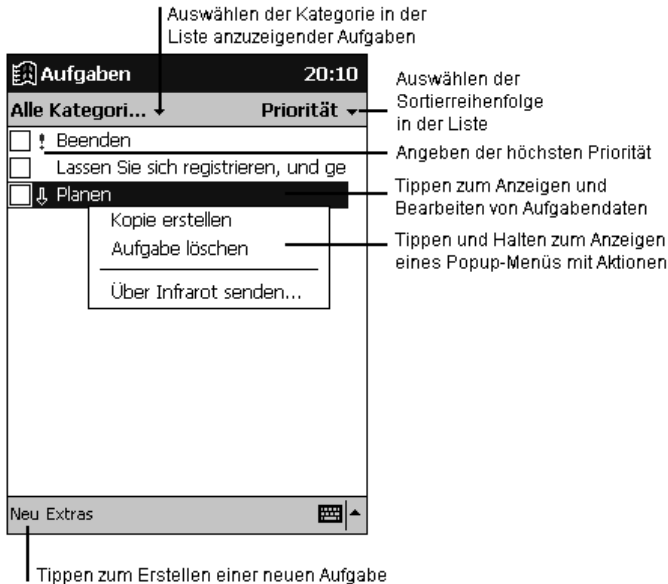 Auswählen der Kategorie in der
Liste anzuzeigender Aufgaben
Aufgaben 20:10
Alle Kategori... Priorität
Auswählen der
Sortierreihenfolge
in der Liste
! Beenden
Angeben der höchsten Priorität
Lassen Sie sich registrieren, und ge
Planen
Tippen zum Anzeigen und
Bearbeiten von Aufgabendaten
Kopie erstellen
Aufgabe löschen
Über Infrarot senden...
Tippen und Halten zum Anzeigen
eines Popup-Menüs mit Aktionen
Neu Extras
Tippen zum Erstellen einer neuen Aufgabe